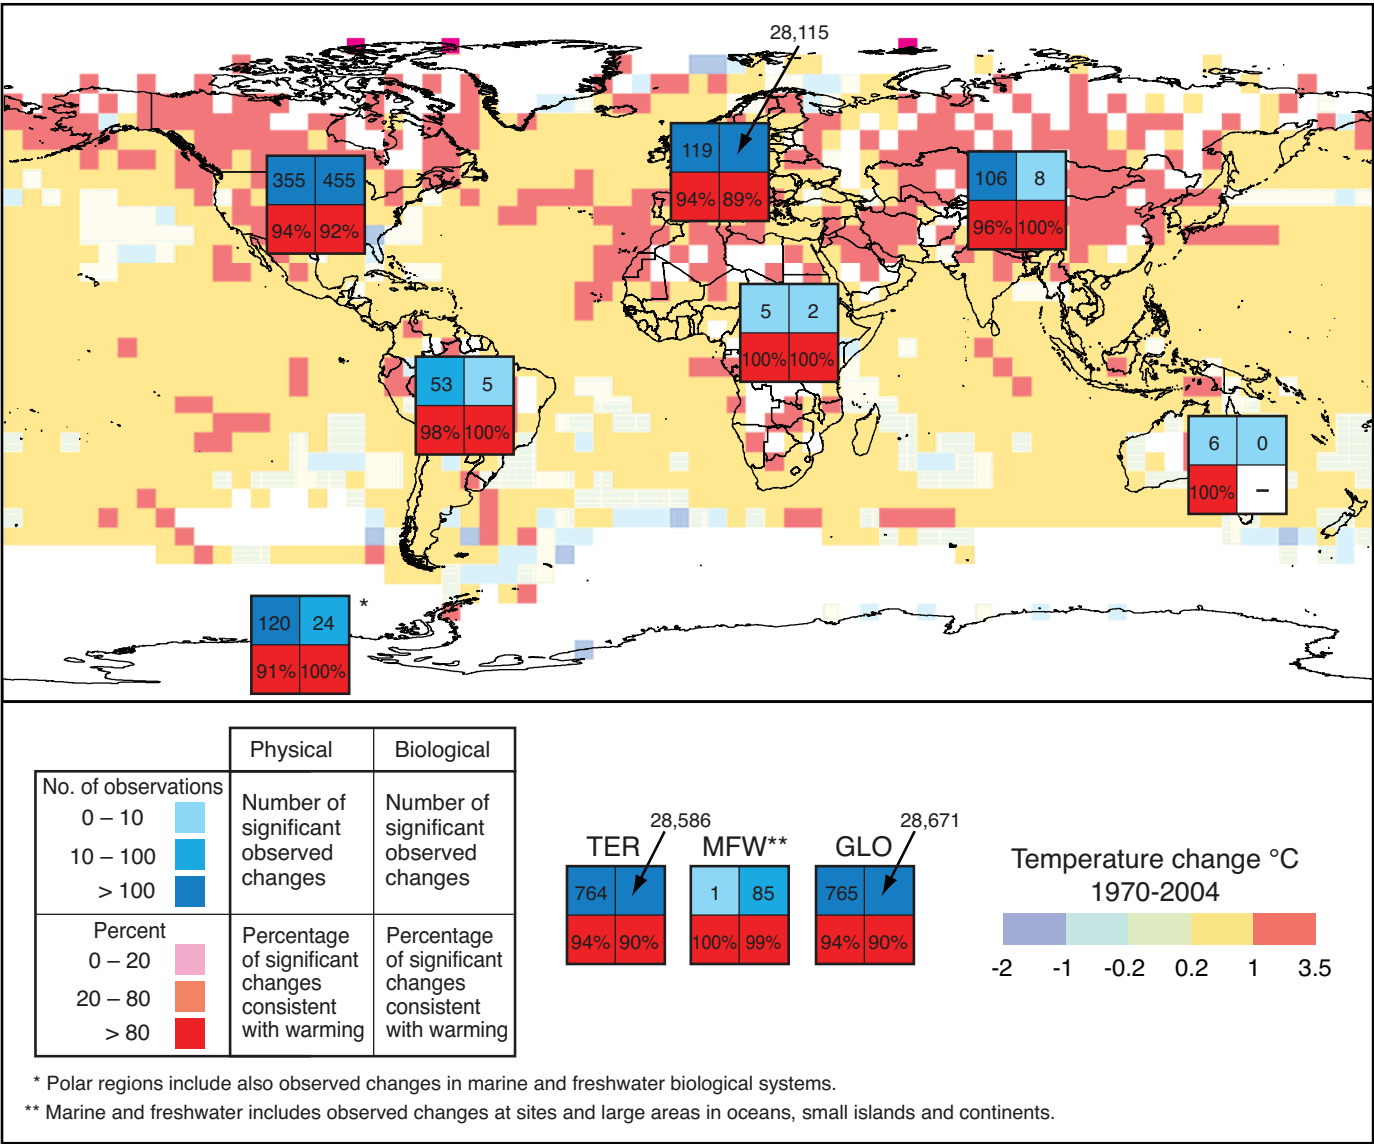 28,115
119
94% 89%
355 455
94% 92%
106 8
96% 100%
5 2
100% 100%
53 5
98% 100%
6 0
100% –
120 24 *
91% 100%
Physical Biological
No. of observations
0 – 10
10 – 100
> 100
Number of
significant
observed
changes
Number of
significant
observed
changes
Percent
0 – 20
20 – 80
> 80
Percentage
of significant
changes
consistent
with warming
Percentage
of significant
changes
consistent
with warming
28,586
TER
764
94% 90%
MFW**
1 85
100% 99%
28,671
GLO
765
94% 90%
Temperature change °C
1970-2004
-2 -1 -0.2 0.2 1 3.5
* Polar regions include also observed changes in marine and freshwater biological systems.
** Marine and freshwater includes observed changes at sites and large areas in oceans, small islands and continents.